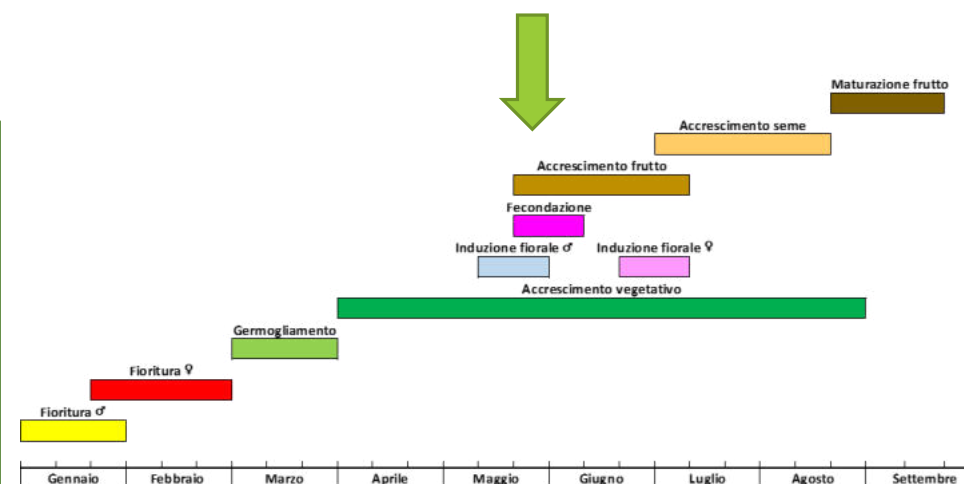 Maturazione frutto
Accrescimento seme
Accrescimento frutto
Fecondazione
Induzione fiorale ♂ Induzione fiorale ♀
Accrescimento vegetativo
Germogliamento
Fioritura ♀
Fioritura ♂
Gennaio Febbraio Marzo Aprile Maggio Giugno Luglio Agosto Settembre